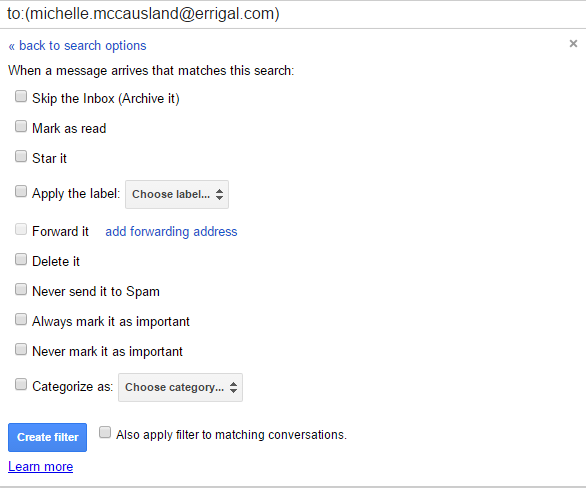 to:(michelle.mccausland@errigal.com)
« back to search options
When a message arrives that matches this search:
Skip the Inbox (Archive it)
Mark as read
Star it
Apply the label: Choose label...
Forward it add forwarding address
Delete it
Never send it to Spam
Always mark it as important
Never mark it as important
Categorize as: Choose category...
Create filter Also apply filter to matching conversations.
Learn more